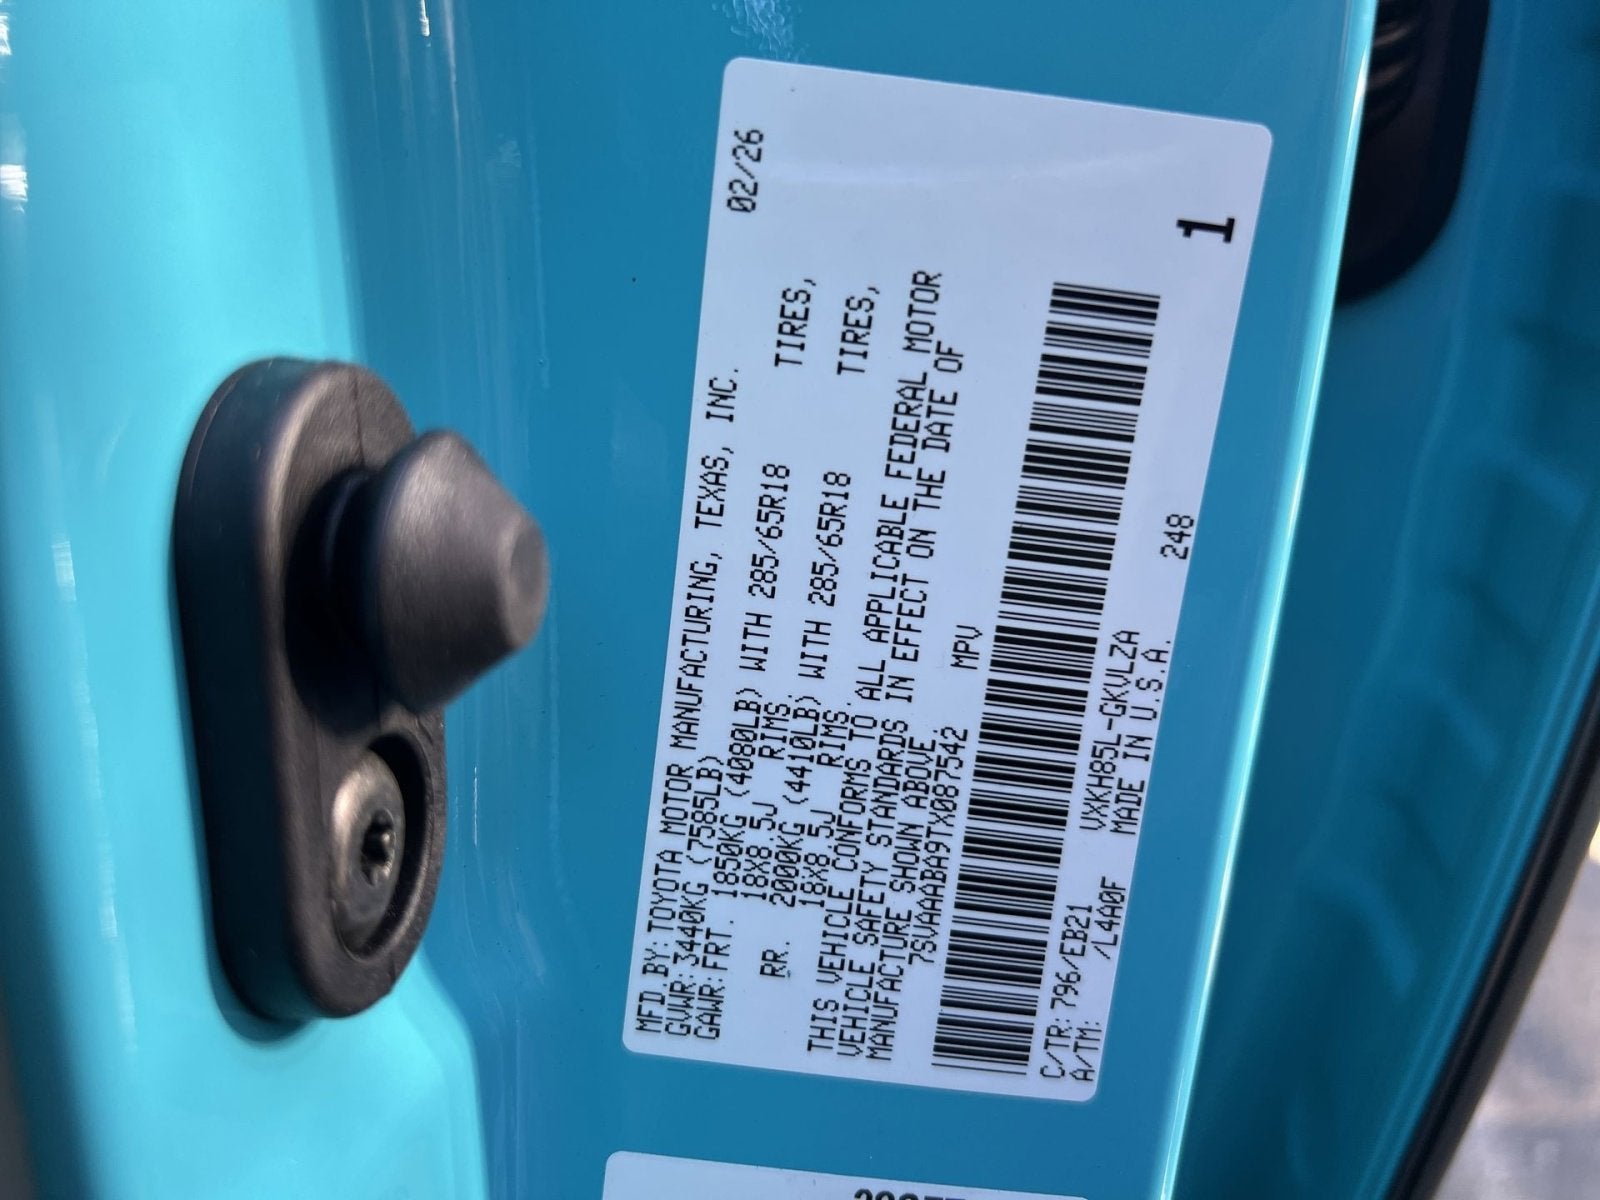 MFD.BY:TOYOTA MOTOR MANUFACTURING, TEXAS, INC. 02/26
GVWR:3440KG(7585LB)
GAWR:FRT. 1850KG(4080LB) WITH 285/65R18 TIRES,
18X8.5J RIMS,
RR. 2000KG(4410LB) WITH 285/65R18 TIRES,
18X8.5J RIMS.
THIS VEHICLE CONFORMS TO ALL APPLICABLE FEDERAL MOTOR
VEHICLE SAFETY STANDARDS IN EFFECT ON THE DATE OF
MANUFACTURE SHOWN ABOVE.
7SVAAABA9TX087542 MPV
C/TR:796/EB21 VXKH85L-GKVLZA
A/TM: /L4A0F MADE IN U.S.A.
248
1